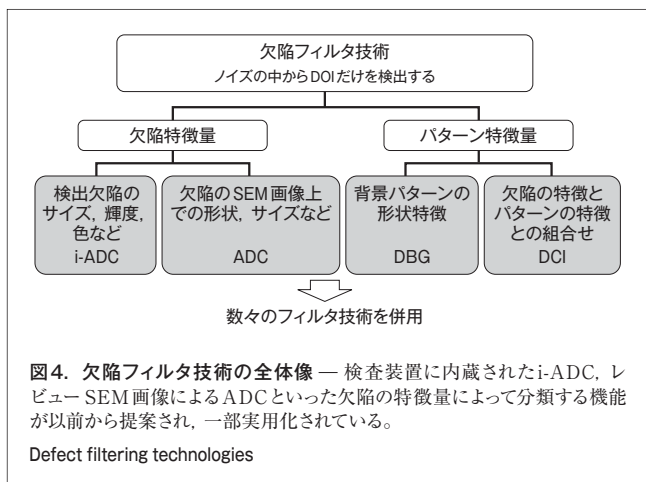 欠陥フィルタ技術
ノイズの中からDOIだけを検出する
欠陥特徴量
パターン特徴量
検出欠陥の
サイズ，輝度，
色など
i-ADC
欠陥のSEM画像上
での形状，サイズなど
ADC
背景パターンの
形状特徴
DBG
欠陥の特徴と
パターンの特徴
との組合せ
DCI
数々のフィルタ技術を併用
図4．欠陥フィルタ技術の全体像 — 検査装置に内蔵されたi-ADC，レ
ビューSEM画像によるADCといった欠陥の特徴量によって分類する機能
が以前から提案され，一部実用化されている。
Defect filtering technologies